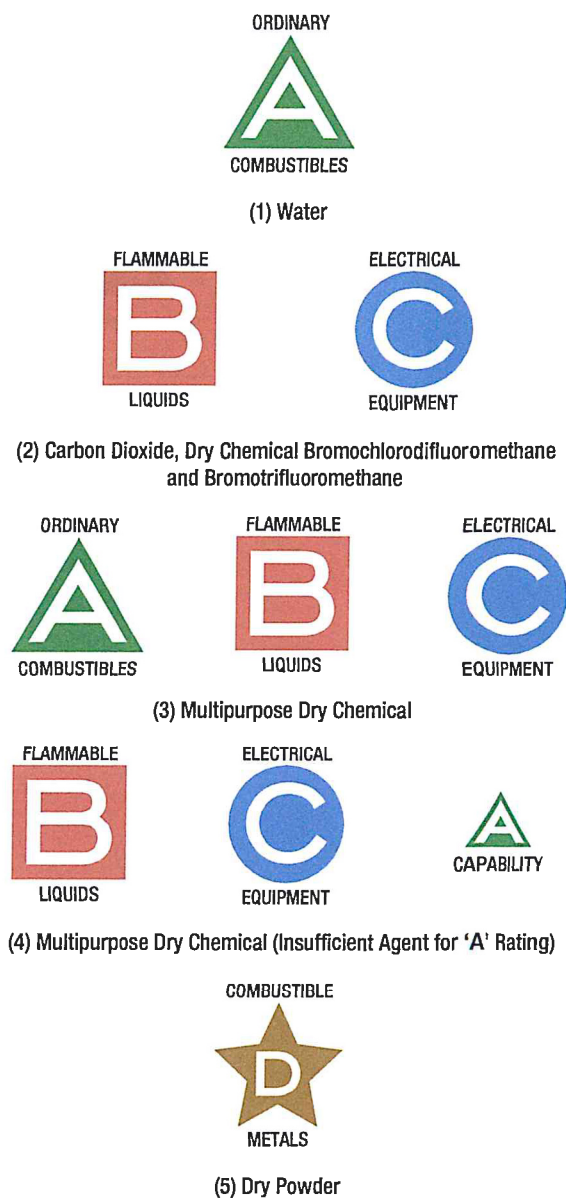 ORDINARY
A
COMBUSTIBLES
(1) Water
FLAMMABLE
B
LIQUIDS
ELECTRICAL
C
EQUIPMENT
(2) Carbon Dioxide, Dry Chemical Bromochlorodifluoromethane
and Bromotrifluoromethane
ORDINARY
A
COMBUSTIBLES
FLAMMABLE
B
LIQUIDS
ELECTRICAL
C
EQUIPMENT
(3) Multipurpose Dry Chemical
FLAMMABLE
B
LIQUIDS
ELECTRICAL
C
EQUIPMENT
A
CAPABILITY
(4) Multipurpose Dry Chemical (Insufficient Agent for 'A' Rating)
COMBUSTIBLE
D
METALS
(5) Dry Powder